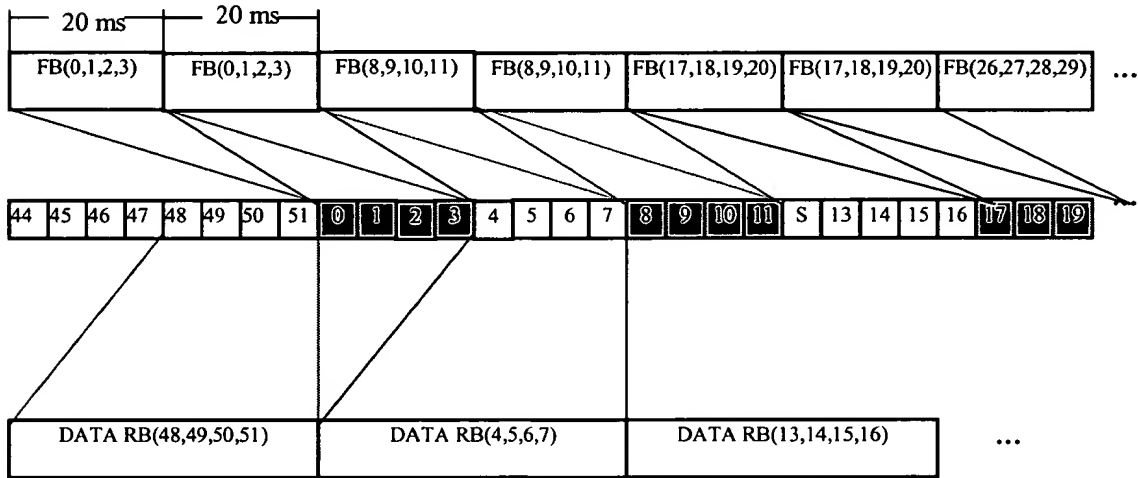 20 ms 20 ms
FB(0,1,2,3) FB(0,1,2,3) FB(8,9,10,11) FB(8,9,10,11) FB(17,18,19,20) FB(17,18,19,20) FB(26,27,28,29) ...
44 45 46 47 48 49 50 51 0 1 2 3 4 5 6 7 8 9 10 11 S 13 14 15 16 17 18 19 ...
DATA RB(48,49,50,51) DATA RB(4,5,6,7) DATA RB(13,14,15,16) ...